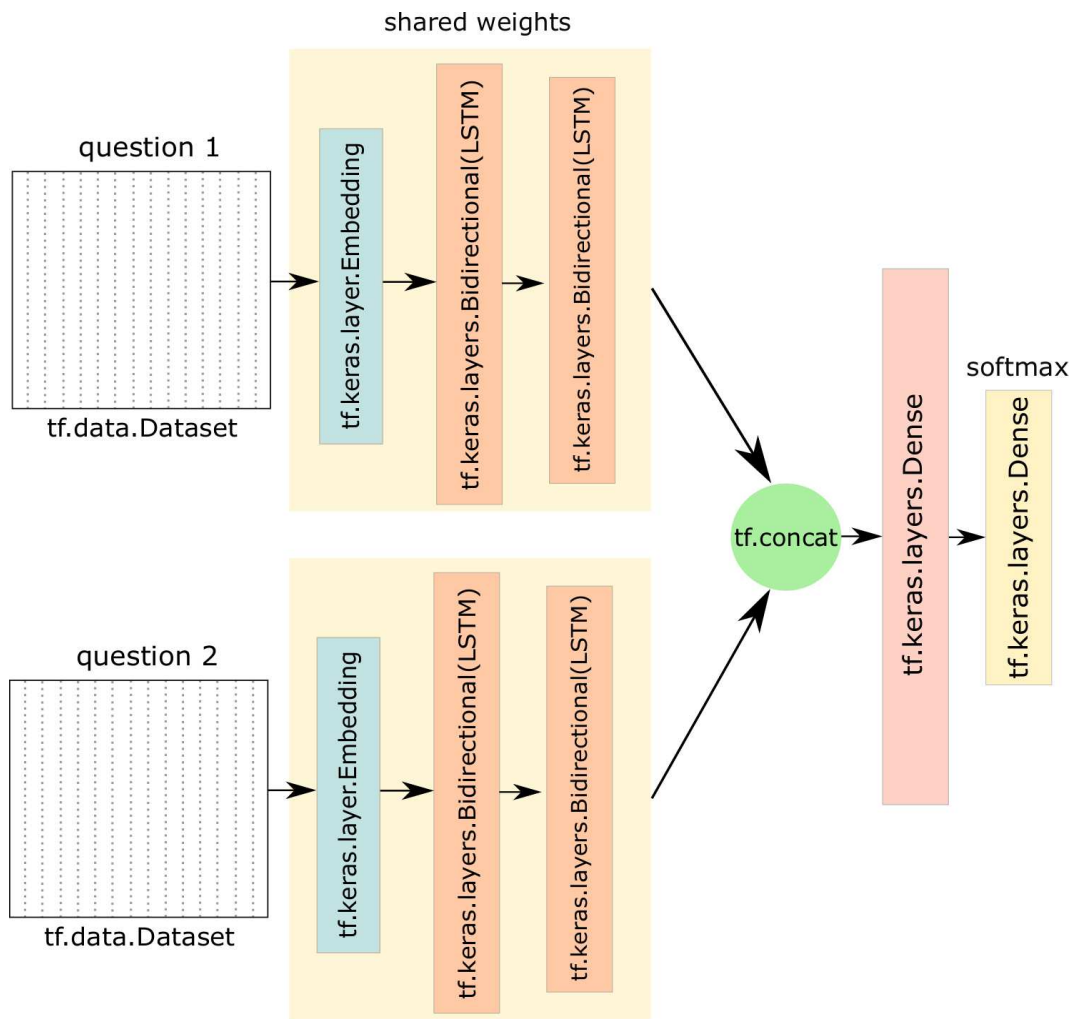 shared weights
question 1
tf.data.Dataset
tf.keras.layer.Embedding
tf.keras.layers.Bidirectional(LSTM)
tf.keras.layers.Bidirectional(LSTM)
question 2
tf.data.Dataset
tf.keras.layer.Embedding
tf.keras.layers.Bidirectional(LSTM)
tf.keras.layers.Bidirectional(LSTM)
tf.concat
tf.keras.layers.Dense
softmax
tf.keras.layers.Dense